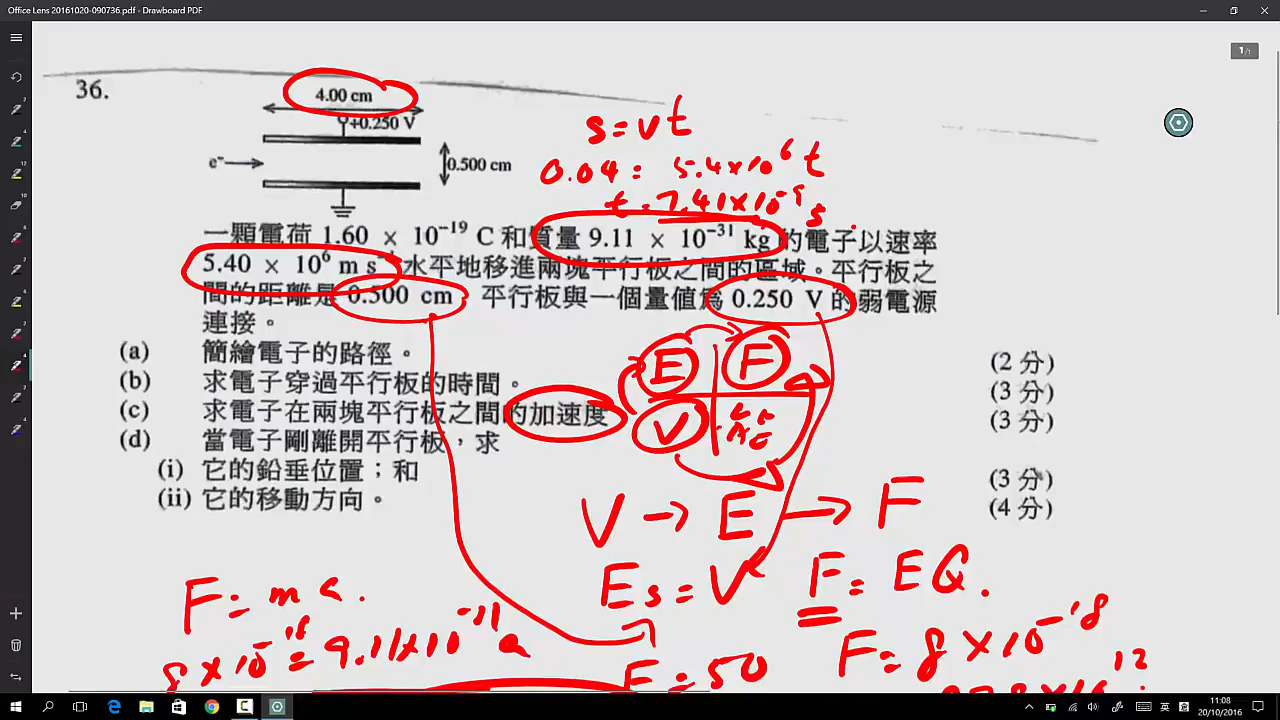 Office Lens 20161020-090736.pdf - Drawboard PDF
1/1
36.
4.00 cm
+0.250 V
e⁻
0.500 cm
s = vt
0.04 = 5.4×10⁶ t
t = 7.41×10⁻⁹ s
一顆電荷 1.60 × 10⁻¹⁹ C 和質量 9.11 × 10⁻³¹ kg 的電子以速率
5.40 × 10⁶ m s⁻¹ 水平地移進兩塊平行板之間的區域。平行板之
間的距離是 0.500 cm 平行板與一個量值為 0.250 V 的弱電源
連接。
(a) 簡繪電子的路徑。 (2 分)
(b) 求電子穿過平行板的時間。 (3 分)
(c) 求電子在兩塊平行板之間的加速度 (3 分)
(d) 當電子剛離開平行板，求
(i) 它的鉛垂位置；和 (3 分)
(ii) 它的移動方向。 (4 分)
E F
V
V → E → F
Es = V F = EQ.
F = ma.
8×10⁻¹⁸ = 9.11×10⁻³¹ a
E = 50
F = 8×10⁻¹⁸
英
11:08
20/10/2016